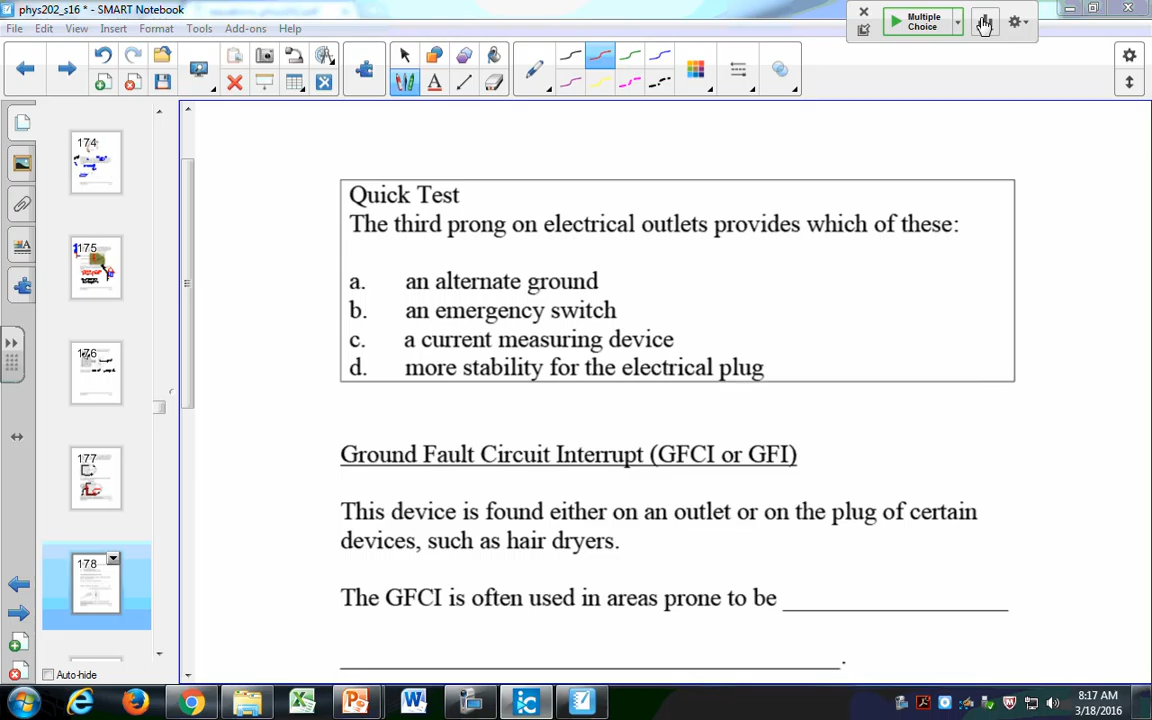 phys202_s16 * - SMART Notebook
File Edit View Insert Format Tools Add-ons Help
Multiple
Choice
174
175
176
177
178
Auto-hide
Quick Test
The third prong on electrical outlets provides which of these:
a. an alternate ground
b. an emergency switch
c. a current measuring device
d. more stability for the electrical plug
Ground Fault Circuit Interrupt (GFCI or GFI)
This device is found either on an outlet or on the plug of certain
devices, such as hair dryers.
The GFCI is often used in areas prone to be ____________________
____________________________________________.
8:17 AM
3/18/2016